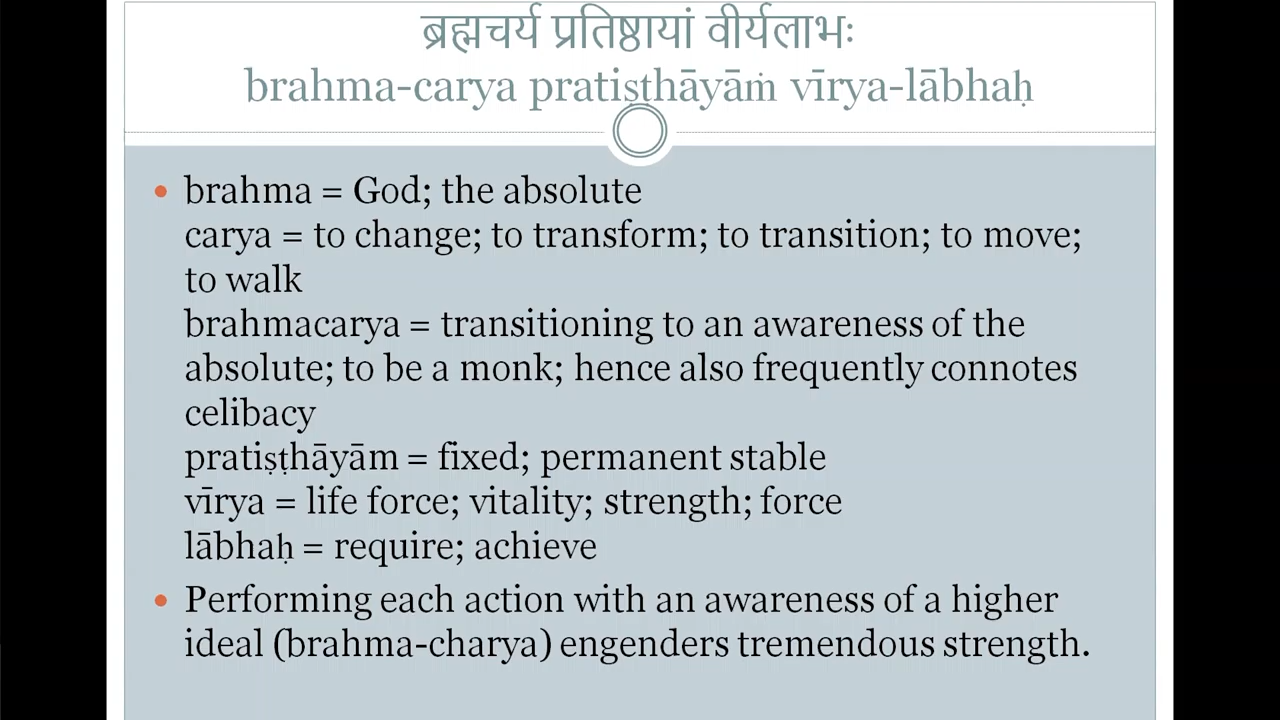 ब्रह्मचर्य प्रतिष्ठायां वीर्यलाभः
brahma-carya pratiṣṭhāyāṁ vīrya-lābhaḥ
brahma = God; the absolute
carya = to change; to transform; to transition; to move;
to walk
brahmacarya = transitioning to an awareness of the
absolute; to be a monk; hence also frequently connotes
celibacy
pratiṣṭhāyām = fixed; permanent stable
vīrya = life force; vitality; strength; force
lābhaḥ = require; achieve
Performing each action with an awareness of a higher
ideal (brahma-charya) engenders tremendous strength.